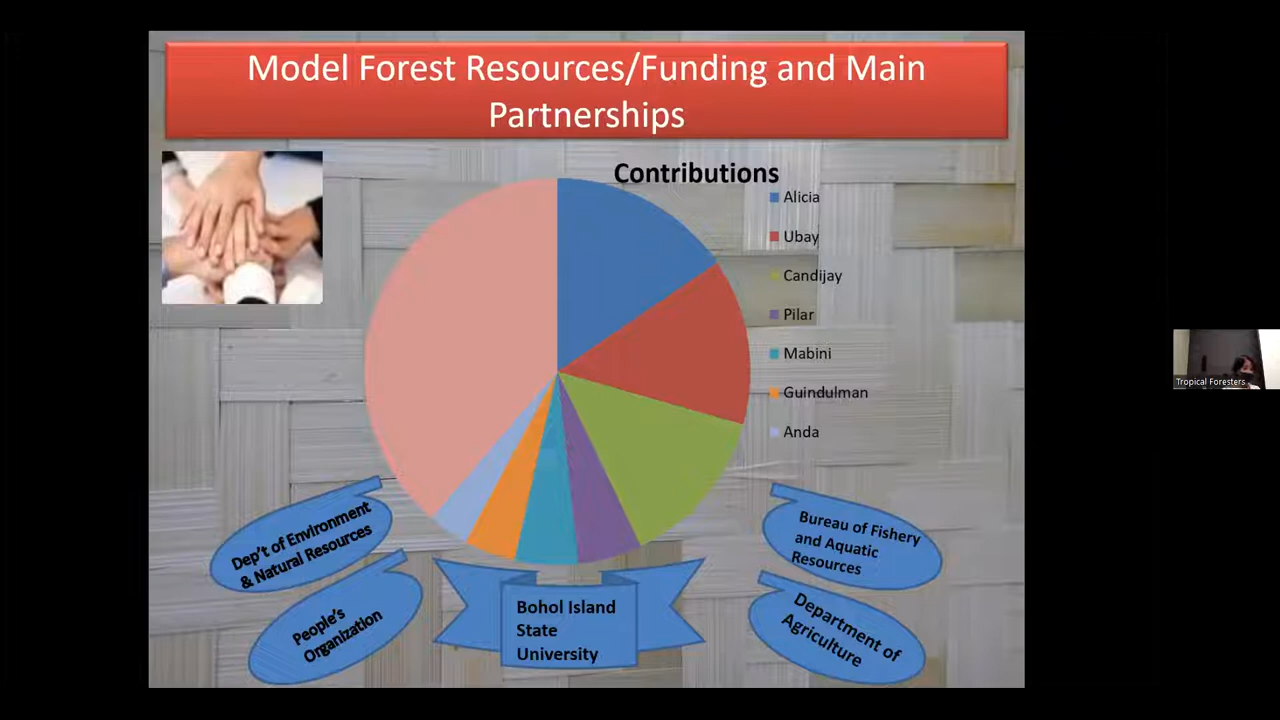 Model Forest Resources/Funding and Main
Partnerships
Contributions
Alicia
Ubay
Candijay
Pilar
Mabini
Guindulman
Anda
Dep't of Environment
& Natural Resources
People's
Organization
Bohol Island
State
University
Bureau of Fishery
and Aquatic
Resources
Department of
Agriculture
Tropical Foresters